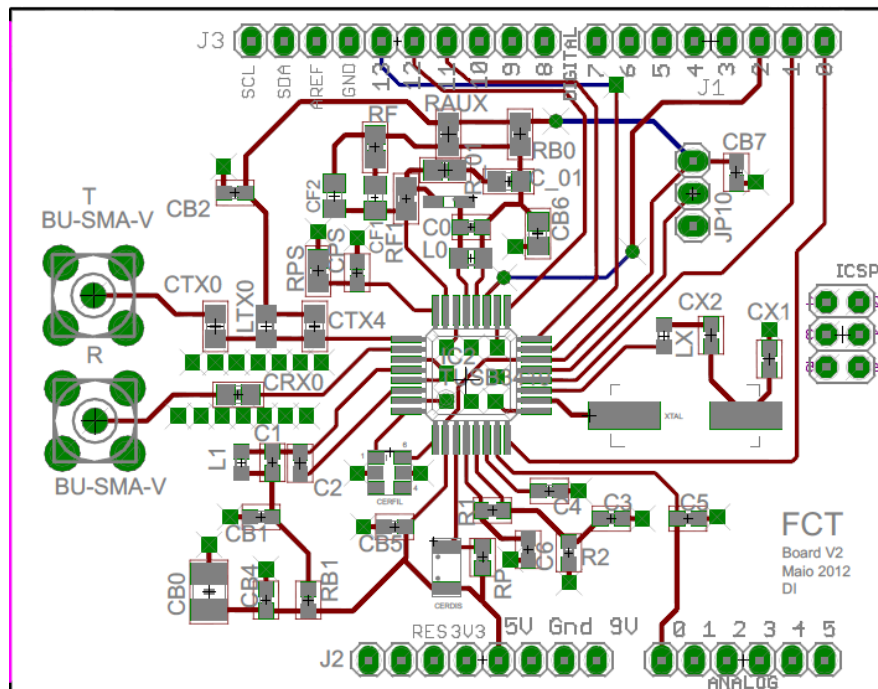 J3
SCL
SDA
AREF
GND
13
12
11
10
9
8
DIGITAL
7
6
5
4
3
2
1
0
J1
RF
RAUX
RB0
CB7
CB2
CF2
CF1
RF1
C_01
C0
L0
CB6
JP10
RPS
CPS
T
BU-SMA-V
CTX0
LTX0
CTX4
ICSP
CX2
CX1
LX
XTAL
IC2
R
CRX0
BU-SMA-V
C1
L1
C2
1
6
4
CERFIL
CB1
CB5
R1
C4
C3
C5
C6
R2
RP
CERDIS
CB0
CB4
RB1
FCT
Board V2
Maio 2012
DI
J2
RES
3V3
5V
Gnd
9V
0
1
2
3
4
5
ANALOG